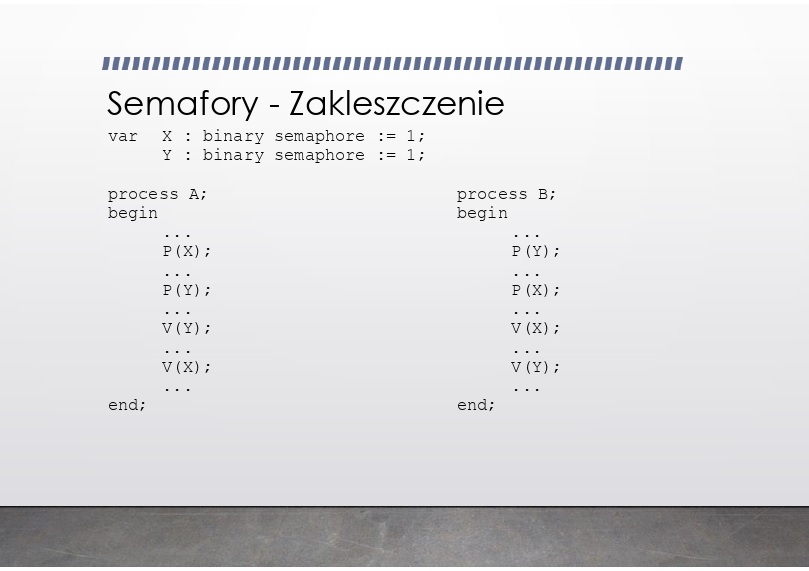 Semafory - Zakleszczenie
var X : binary semaphore := 1;
Y : binary semaphore := 1;
process A;
begin
...
P(X);
...
P(Y);
...
V(Y);
...
V(X);
...
end;
process B;
begin
...
P(Y);
...
P(X);
...
V(X);
...
V(Y);
...
end;